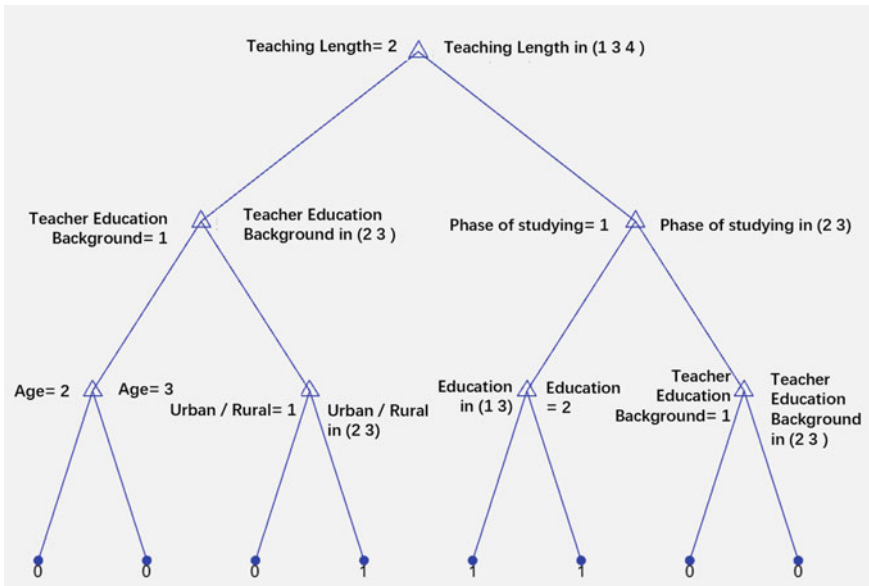 Teaching Length= 2
Teaching Length in (1 3 4 )
Teacher Education
Background= 1
Teacher Education
Background in (2 3 )
Phase of studying= 1
Phase of studying in (2 3)
Age= 2
Age= 3
Urban / Rural= 1
Urban / Rural
in (2 3)
Education
in (1 3)
Education
= 2
Teacher
Education
Background= 1
Teacher
Education
Background
in (2 3 )
0
0
0
1
1
1
0
0